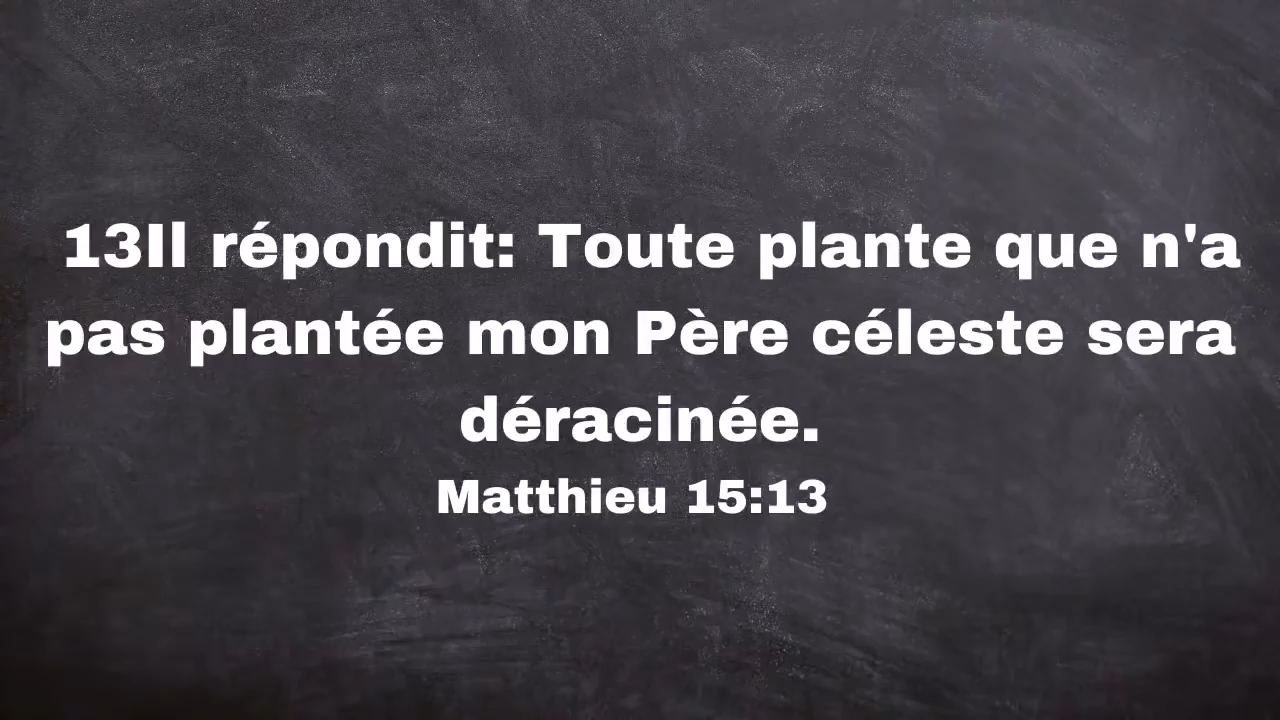 13Il répondit: Toute plante que n'a
pas plantée mon Père céleste sera
déracinée.
Matthieu 15:13